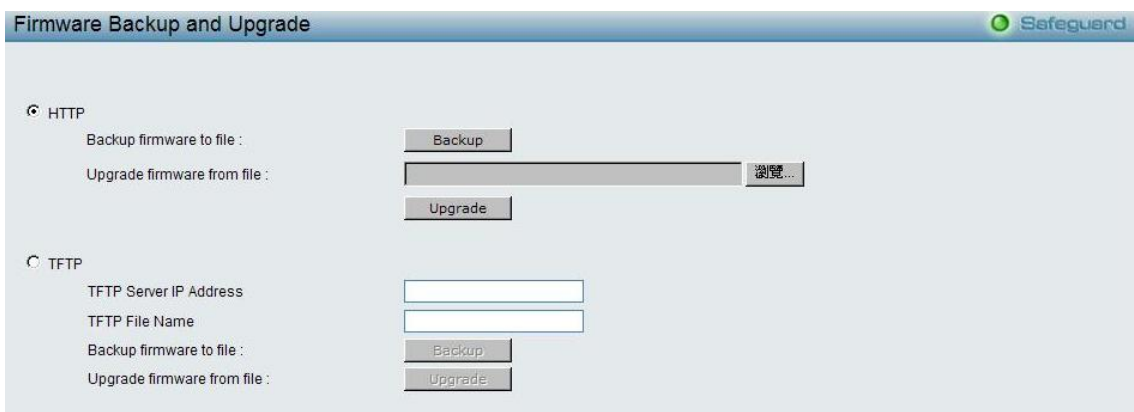 Firmware Backup and Upgrade
Safeguard
HTTP
Backup firmware to file : Backup
Upgrade firmware from file : 瀏覽...
Upgrade
TFTP
TFTP Server IP Address
TFTP File Name
Backup firmware to file : Backup
Upgrade firmware from file : Upgrade